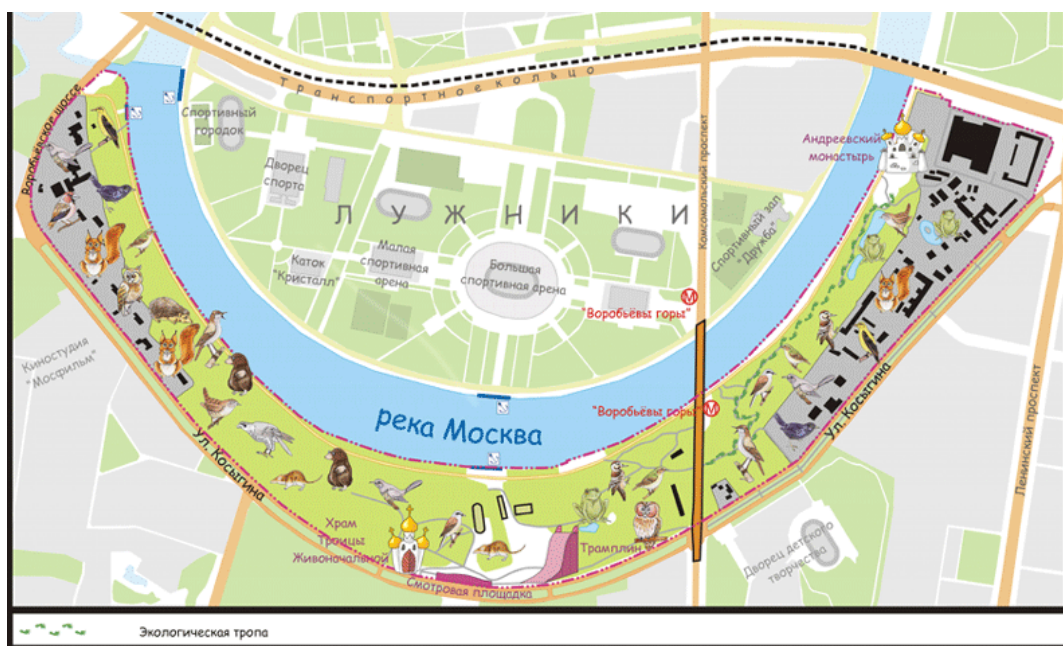 Транспортное кольцо
Воробьёвское шоссе
Спортивный
городок
Дворец
спорта
ЛУЖНИКИ
Комсомольский проспект
Андреевский
монастырь
Спортивный зал
"Дружба"
Каток
"Кристалл"
Малая
спортивная
арена
Большая
спортивная арена
М
"Воробьёвы горы"
Киностудия
"Мосфильм"
река Москва
"Воробьёвы горы"
М
Ул. Косыгина
Ул. Косыгина
Ленинский проспект
Храм
Троицы
Живоначальной
Трамплин
Смотровая площадка
Дворец детского
творчества
Экологическая тропа